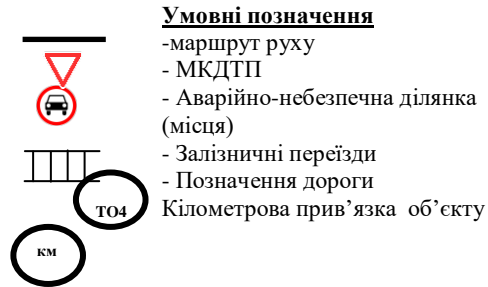 Умовні позначення
-маршрут руху
- МКДТП
- Аварійно-небезпечна ділянка
(місця)
- Залізничні переїзди
- Позначення дороги
ТО4
Кілометрова прив’язка об’єкту
км